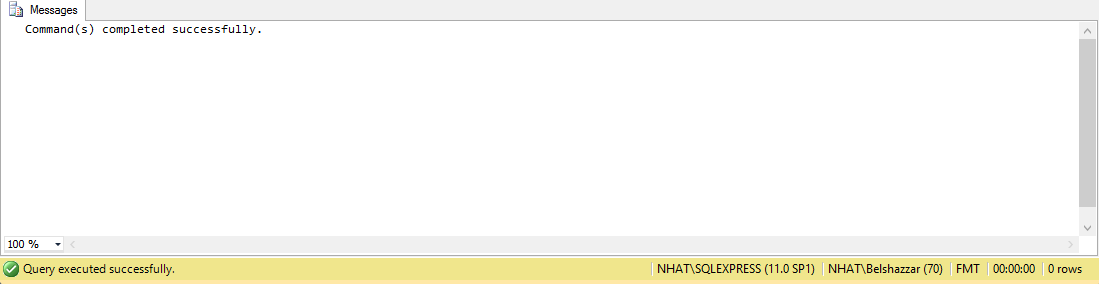 Messages
Command(s) completed successfully.
100 %
Query executed successfully. NHAT\SQLEXPRESS (11.0 SP1) NHAT\Belshazzar (70) FMT 00:00:00 0 rows